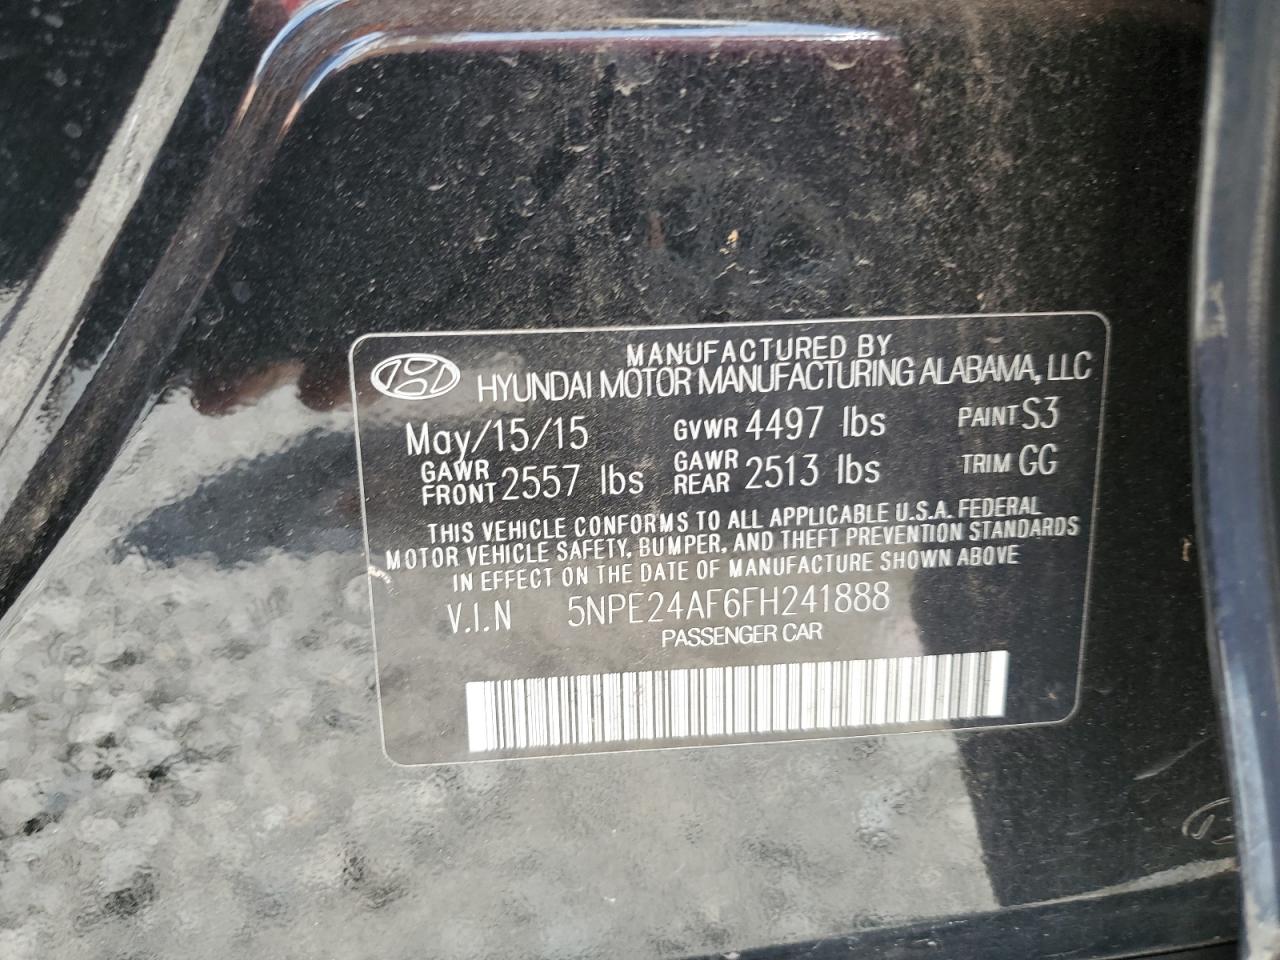 MANUFACTURED BY
HYUNDAI MOTOR MANUFACTURING ALABAMA, LLC
May/15/15 GVWR 4497 lbs PAINT S3
GAWR FRONT 2557 lbs GAWR REAR 2513 lbs TRIM GG
THIS VEHICLE CONFORMS TO ALL APPLICABLE U.S.A. FEDERAL
MOTOR VEHICLE SAFETY, BUMPER, AND THEFT PREVENTION STANDARDS
IN EFFECT ON THE DATE OF MANUFACTURE SHOWN ABOVE
V.I.N 5NPE24AF6FH241888
PASSENGER CAR